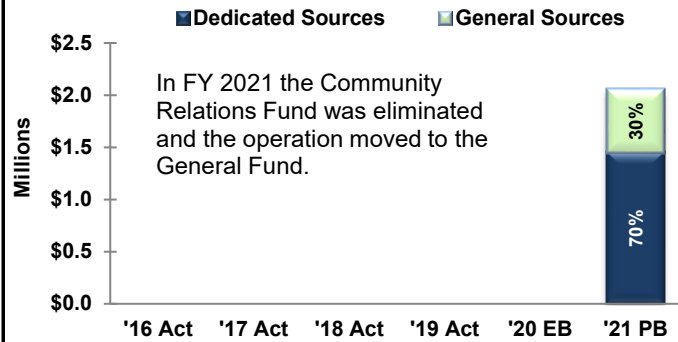 Dedicated Sources General Sources
$2.5
$2.0
$1.5
$1.0
$0.5
$0.0
Millions
In FY 2021 the Community
Relations Fund was eliminated
and the operation moved to the
General Fund.
30%
70%
'16 Act '17 Act '18 Act '19 Act '20 EB '21 PB